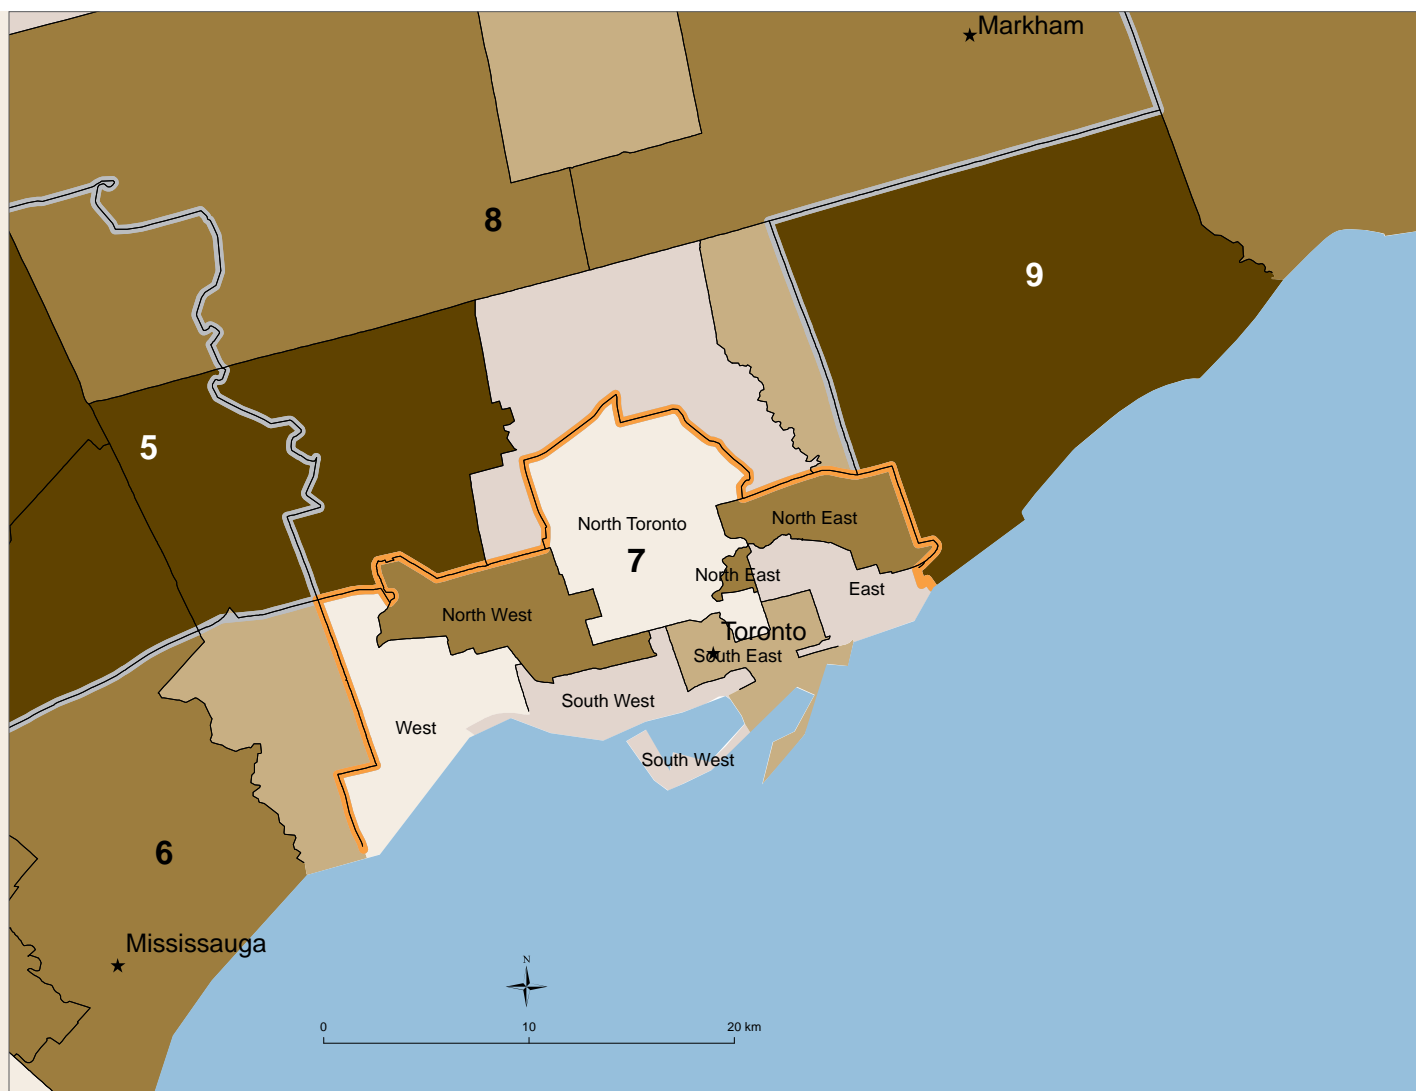 Markham
8
9
5
North Toronto
North East
7
North East
East
North West
Toronto
South East
South West
West
South West
6
Mississauga
N
0 10 20 km